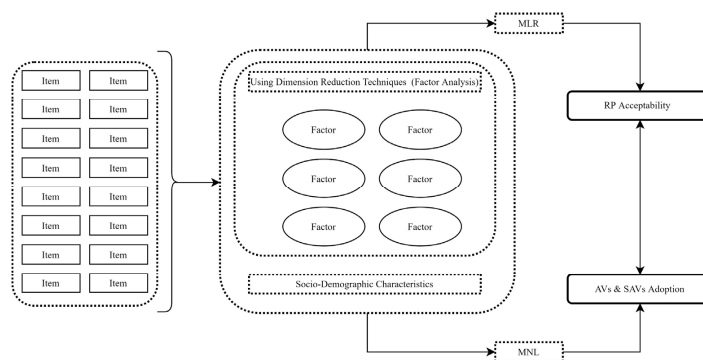 Item Item
Item Item
Item Item
Item Item
Item Item
Item Item
Item Item
Item Item
Using Dimension Reduction Techniques (Factor Analysis)
Factor Factor
Factor Factor
Factor Factor
Socio-Demographic Characteristics
MLR
RP Acceptability
AVs & SAVs Adoption
MNL